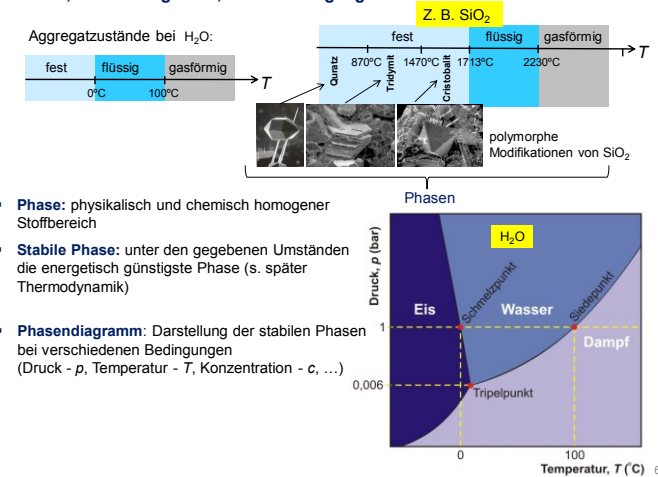 Z. B. SiO2
Aggregatzustände bei H2O:
fest
flüssig
gasförmig
T
0ºC
100ºC
fest
flüssig
gasförmig
T
Quratz
870ºC
Tridymit
1470ºC
Cristobalit
1713ºC
2230ºC
polymorphe
Modifikationen von SiO2
Phasen
Phase: physikalisch und chemisch homogener
Stoffbereich
Stabile Phase: unter den gegebenen Umständen
die energetisch günstigste Phase (s. später
Thermodynamik)
Phasendiagramm: Darstellung der stabilen Phasen
bei verschiedenen Bedingungen
(Druck - p, Temperatur - T, Konzentration - c, …)
Druck, p (bar)
H2O
Eis
Schmelzpunkt
Wasser
Siedepunkt
Dampf
1
0,006
Tripelpunkt
0
100
Temperatur, T (°C)
6